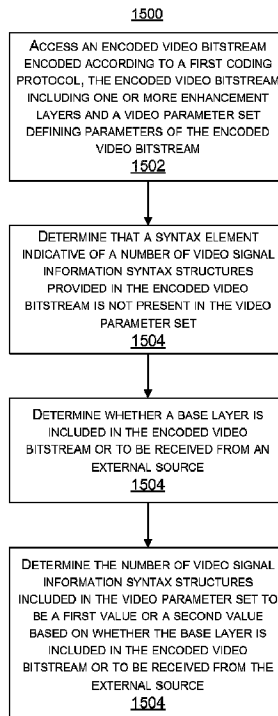 1500
ACCESS AN ENCODED VIDEO BITSTREAM
ENCODED ACCORDING TO A FIRST CODING
PROTOCOL, THE ENCODED VIDEO BITSTREAM
INCLUDING ONE OR MORE ENHANCEMENT
LAYERS AND A VIDEO PARAMETER SET
DEFINING PARAMETERS OF THE ENCODED
VIDEO BITSTREAM
1502
DETERMINE THAT A SYNTAX ELEMENT
INDICATIVE OF A NUMBER OF VIDEO SIGNAL
INFORMATION SYNTAX STRUCTURES
PROVIDED IN THE ENCODED VIDEO
BITSTREAM IS NOT PRESENT IN THE VIDEO
PARAMETER SET
1504
DETERMINE WHETHER A BASE LAYER IS
INCLUDED IN THE ENCODED VIDEO
BITSTREAM OR TO BE RECEIVED FROM AN
EXTERNAL SOURCE
1504
DETERMINE THE NUMBER OF VIDEO SIGNAL
INFORMATION SYNTAX STRUCTURES
INCLUDED IN THE VIDEO PARAMETER SET TO
BE A FIRST VALUE OR A SECOND VALUE
BASED ON WHETHER THE BASE LAYER IS
INCLUDED IN THE ENCODED VIDEO
BITSTREAM OR TO BE RECEIVED FROM THE
EXTERNAL SOURCE
1504